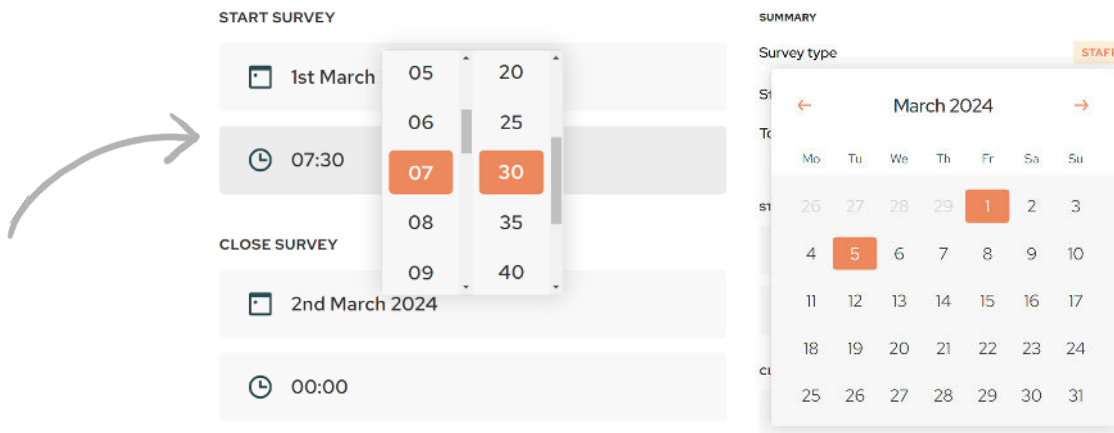 START SURVEY
1st March
05 20
06 25
07:30
07 30
08 35
09 40
CLOSE SURVEY
2nd March 2024
00:00
SUMMARY
Survey type
STAFF
March 2024
Mo Tu We Th Fr Sa Su
26 27 28 29 1 2 3
4 5 6 7 8 9 10
11 12 13 14 15 16 17
18 19 20 21 22 23 24
25 26 27 28 29 30 31